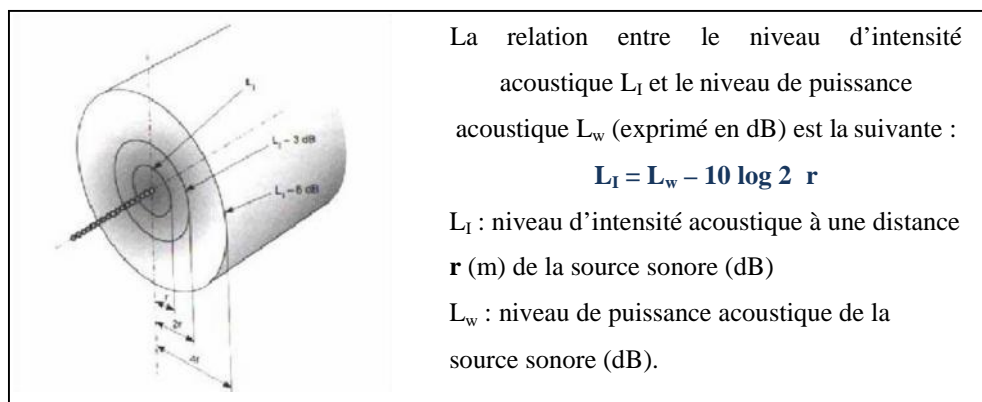 La relation entre le niveau d’intensité
acoustique L_I et le niveau de puissance
acoustique L_w (exprimé en dB) est la suivante :
L_I = L_w – 10 log 2 r
L_I : niveau d’intensité acoustique à une distance
r (m) de la source sonore (dB)
L_w : niveau de puissance acoustique de la
source sonore (dB).
L_I
L_I – 3 dB
L_I – 6 dB
r
2r
4r